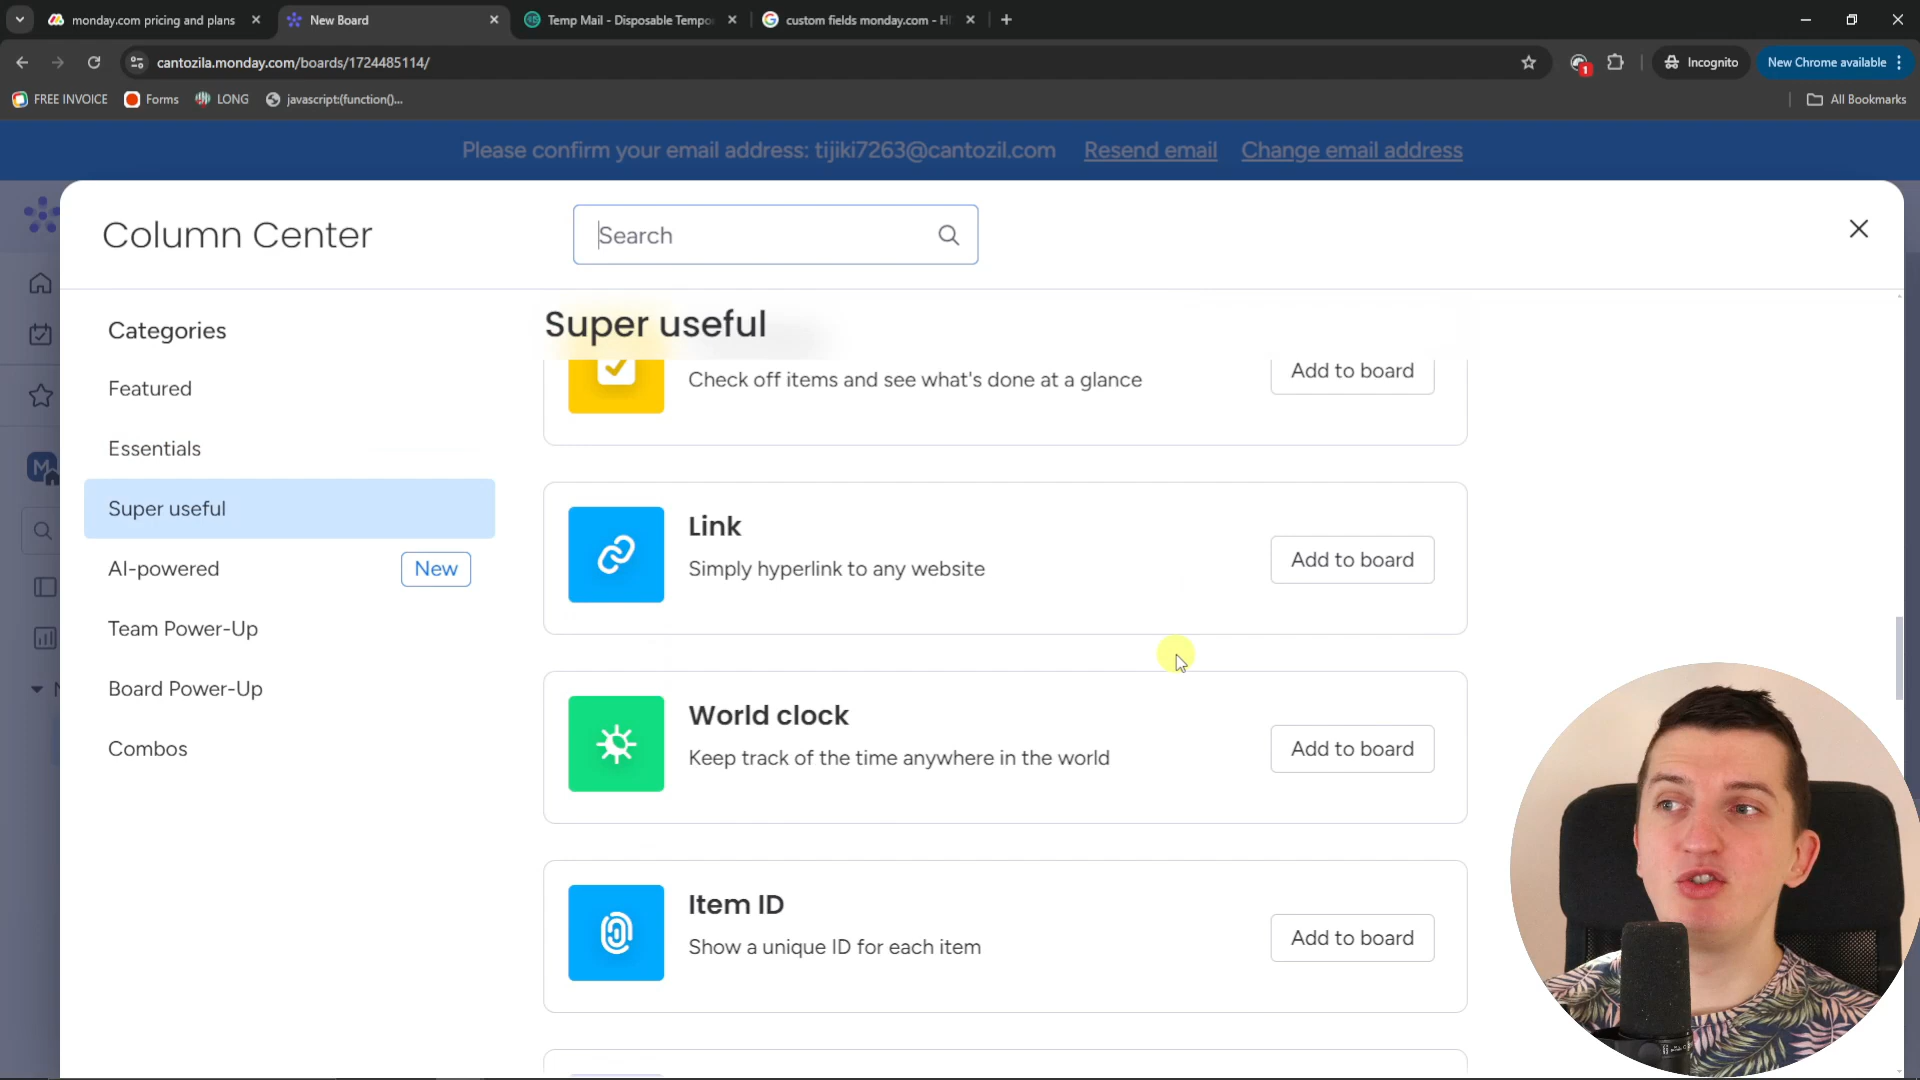 monday.com pricing and plans
New Board
Temp Mail - Disposable Tempo
custom fields monday.com - H
cantozila.monday.com/boards/1724485114/
1
Incognito
New Chrome available
FREE INVOICE
Forms
LONG
javascript:(function()...
All Bookmarks
Please confirm your email address: tijiki7263@cantozil.com
Resend email
Change email address
Column Center
Search
Categories
Featured
Essentials
Super useful
AI-powered
New
Team Power-Up
Board Power-Up
Combos
Super useful
Check off items and see what's done at a glance
Add to board
Link
Simply hyperlink to any website
Add to board
World clock
Keep track of the time anywhere in the world
Add to board
Item ID
Show a unique ID for each item
Add to board
M